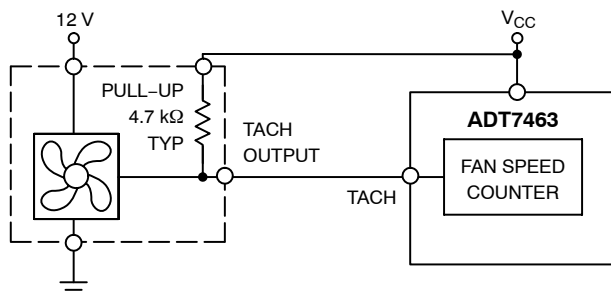 12 V
VCC
PULL–UP
4.7 kΩ
TYP
TACH
OUTPUT
TACH
ADT7463
FAN SPEED
COUNTER